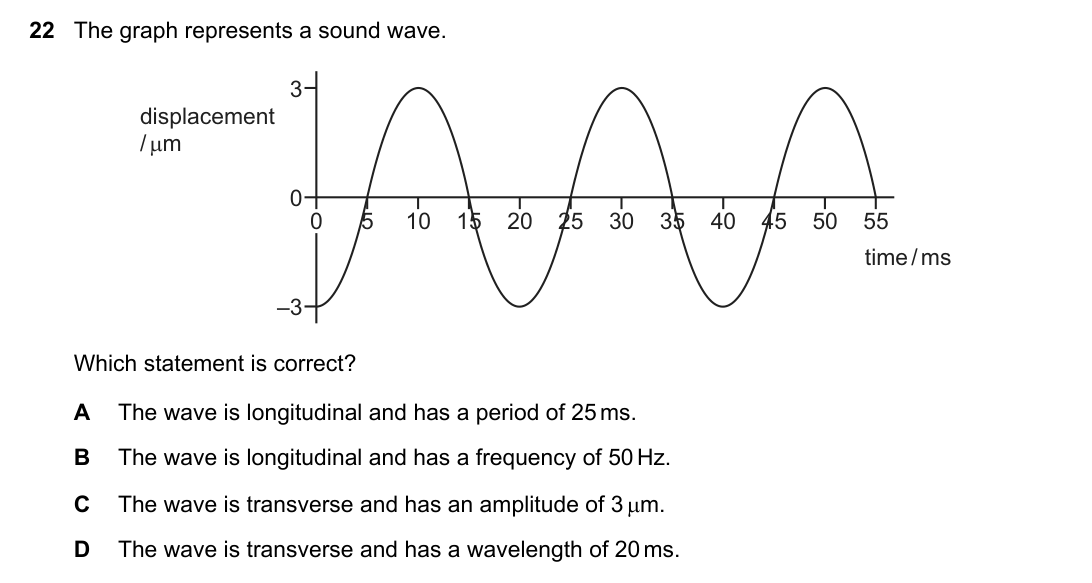 22 The graph represents a sound wave.
3
displacement
/ μm
0
0 5 10 15 20 25 30 35 40 45 50 55
time / ms
–3
Which statement is correct?
A The wave is longitudinal and has a period of 25 ms.
B The wave is longitudinal and has a frequency of 50 Hz.
C The wave is transverse and has an amplitude of 3 μm.
D The wave is transverse and has a wavelength of 20 ms.